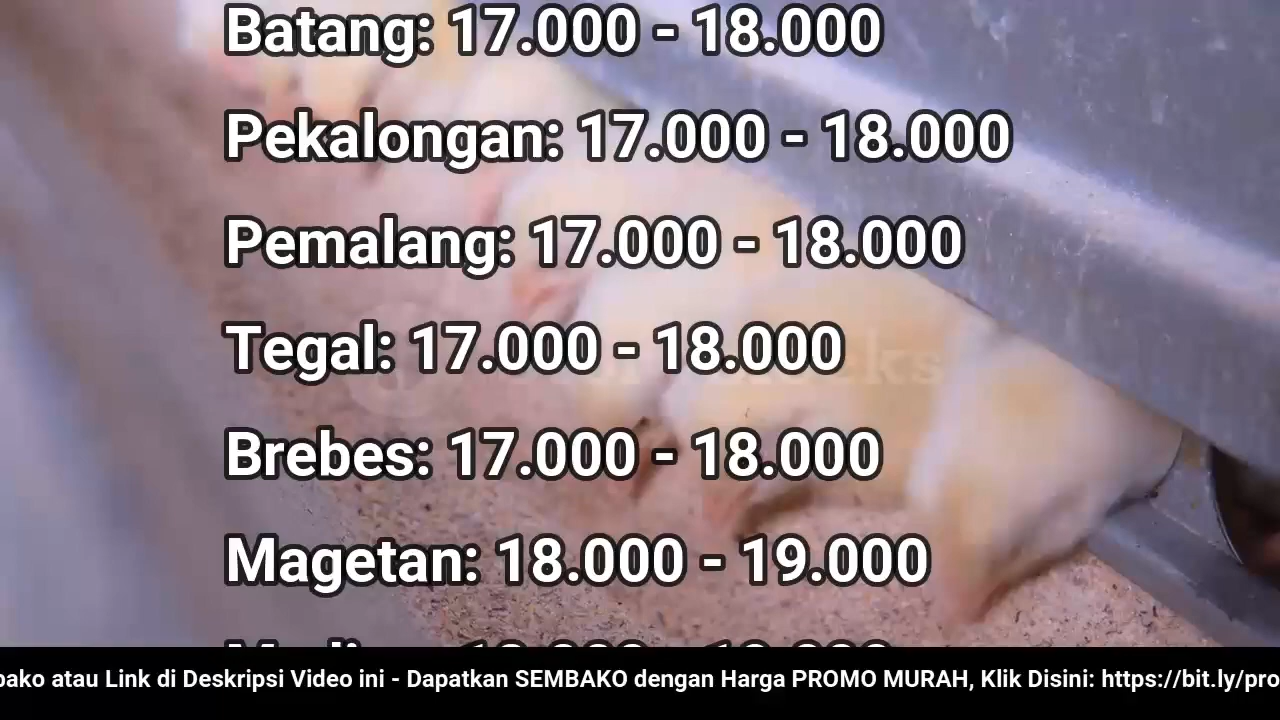 Batang: 17.000 - 18.000
Pekalongan: 17.000 - 18.000
Pemalang: 17.000 - 18.000
Tegal: 17.000 - 18.000
Brebes: 17.000 - 18.000
Magetan: 18.000 - 19.000
atau Link di Deskripsi Video ini - Dapatkan SEMBAKO dengan Harga PROMO MURAH, Klik Disini: https://bit.ly/pro